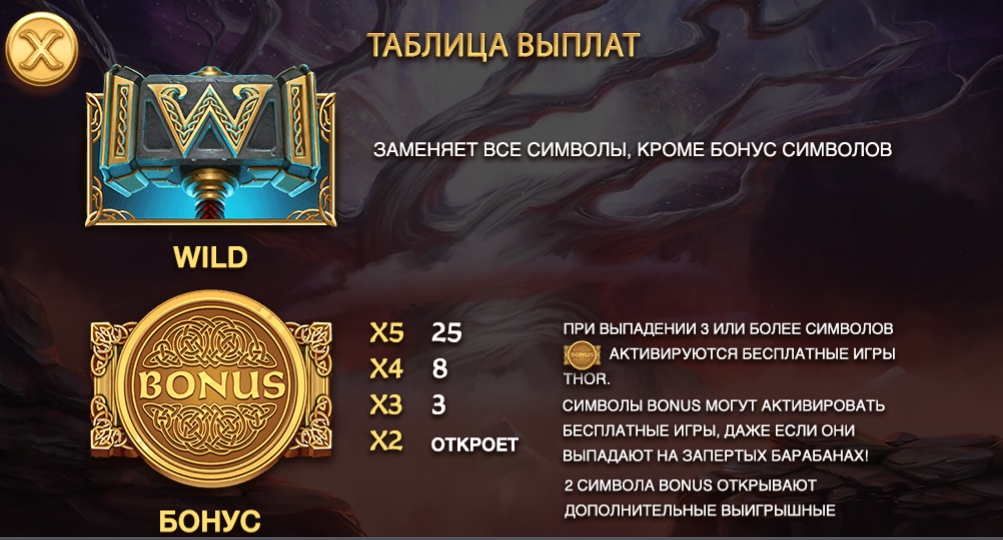 X
ТАБЛИЦА ВЫПЛАТ
W
ЗАМЕНЯЕТ ВСЕ СИМВОЛЫ, КРОМЕ БОНУС СИМВОЛОВ
WILD
BONUS
X5 25
X4 8
X3 3
X2 ОТКРОЕТ
ПРИ ВЫПАДЕНИИ 3 ИЛИ БОЛЕЕ СИМВОЛОВ
BONUS АКТИВИРУЮТСЯ БЕСПЛАТНЫЕ ИГРЫ
THOR.
СИМВОЛЫ BONUS МОГУТ АКТИВИРОВАТЬ
БЕСПЛАТНЫЕ ИГРЫ, ДАЖЕ ЕСЛИ ОНИ
ВЫПАДАЮТ НА ЗАПЕРТЫХ БАРАБАНАХ!
2 СИМВОЛА BONUS ОТКРЫВАЮТ
ДОПОЛНИТЕЛЬНЫЕ ВЫИГРЫШНЫЕ
БОНУС